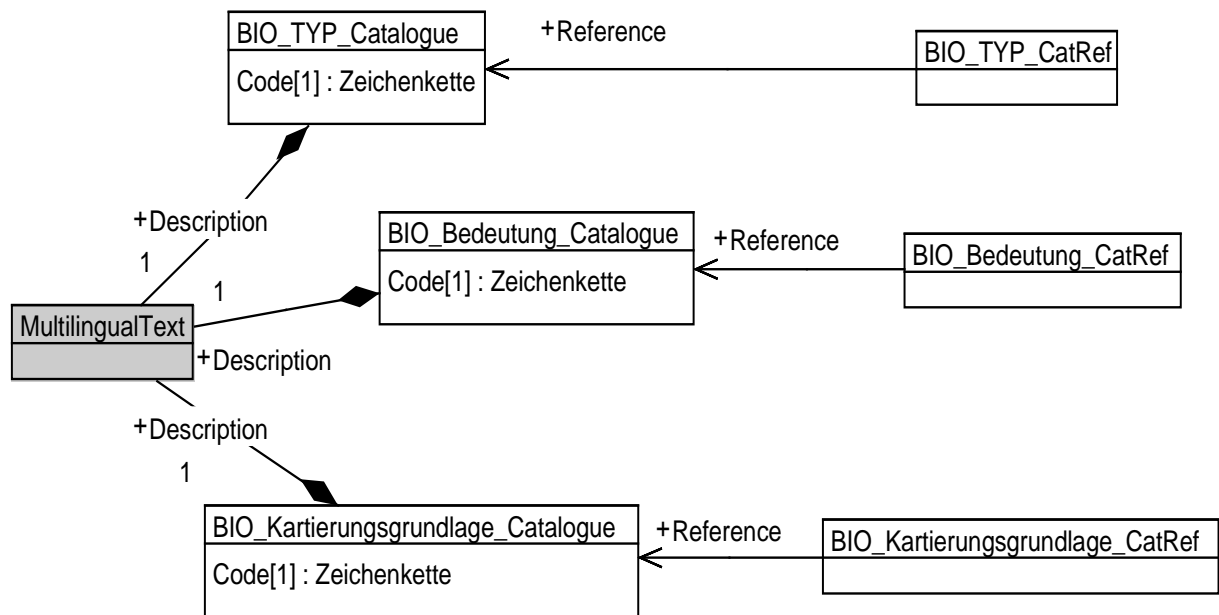 BIO_TYP_Catalogue
Code[1] : Zeichenkette
+Reference
BIO_TYP_CatRef
+Description
1
BIO_Bedeutung_Catalogue
Code[1] : Zeichenkette
+Reference
BIO_Bedeutung_CatRef
1
MultilingualText
+Description
+Description
1
BIO_Kartierungsgrundlage_Catalogue
Code[1] : Zeichenkette
+Reference
BIO_Kartierungsgrundlage_CatRef